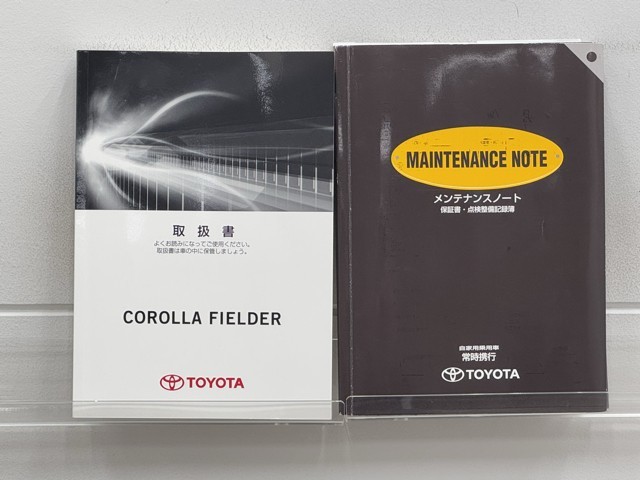 取扱書
よくお読みになってご使用ください。
取扱書は車の中に保管しましょう。
COROLLA FIELDER
TOYOTA
MAINTENANCE NOTE
メンテナンスノート
保証書・点検整備記録簿
自家用乗用車
常時携行
TOYOTA